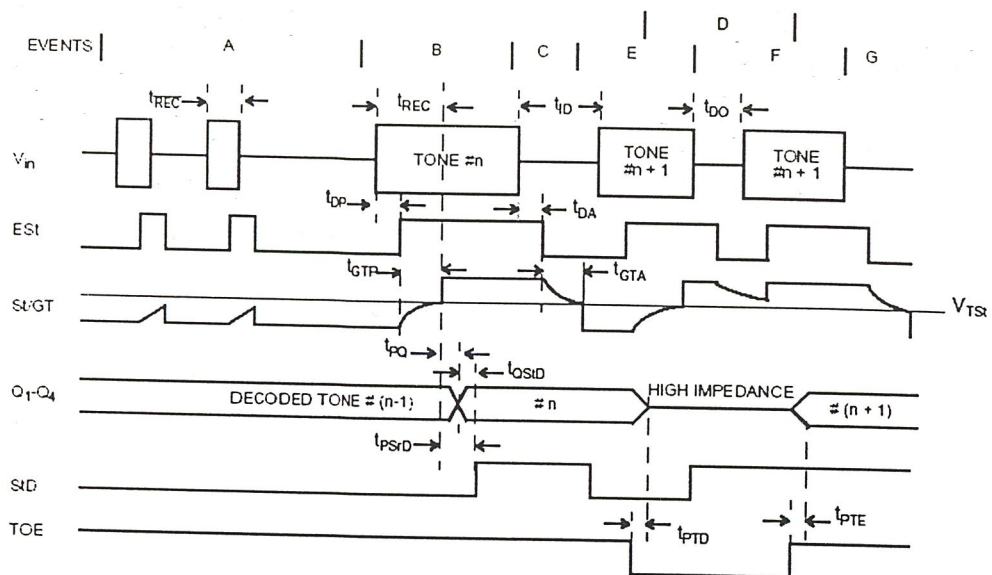 D
EVENTS A B C E F G
tREC tREC tID tDO
Vin TONE #n TONE #n + 1 TONE #n + 1
tDP tDA
ESt
tGTP tGTA
St/GT VTSt
tPQ tQStD
Q1-Q4 DECODED TONE # (n-1) # n HIGH IMPEDANCE # (n + 1)
tPSrD
StD
tPTD tPTE
TOE